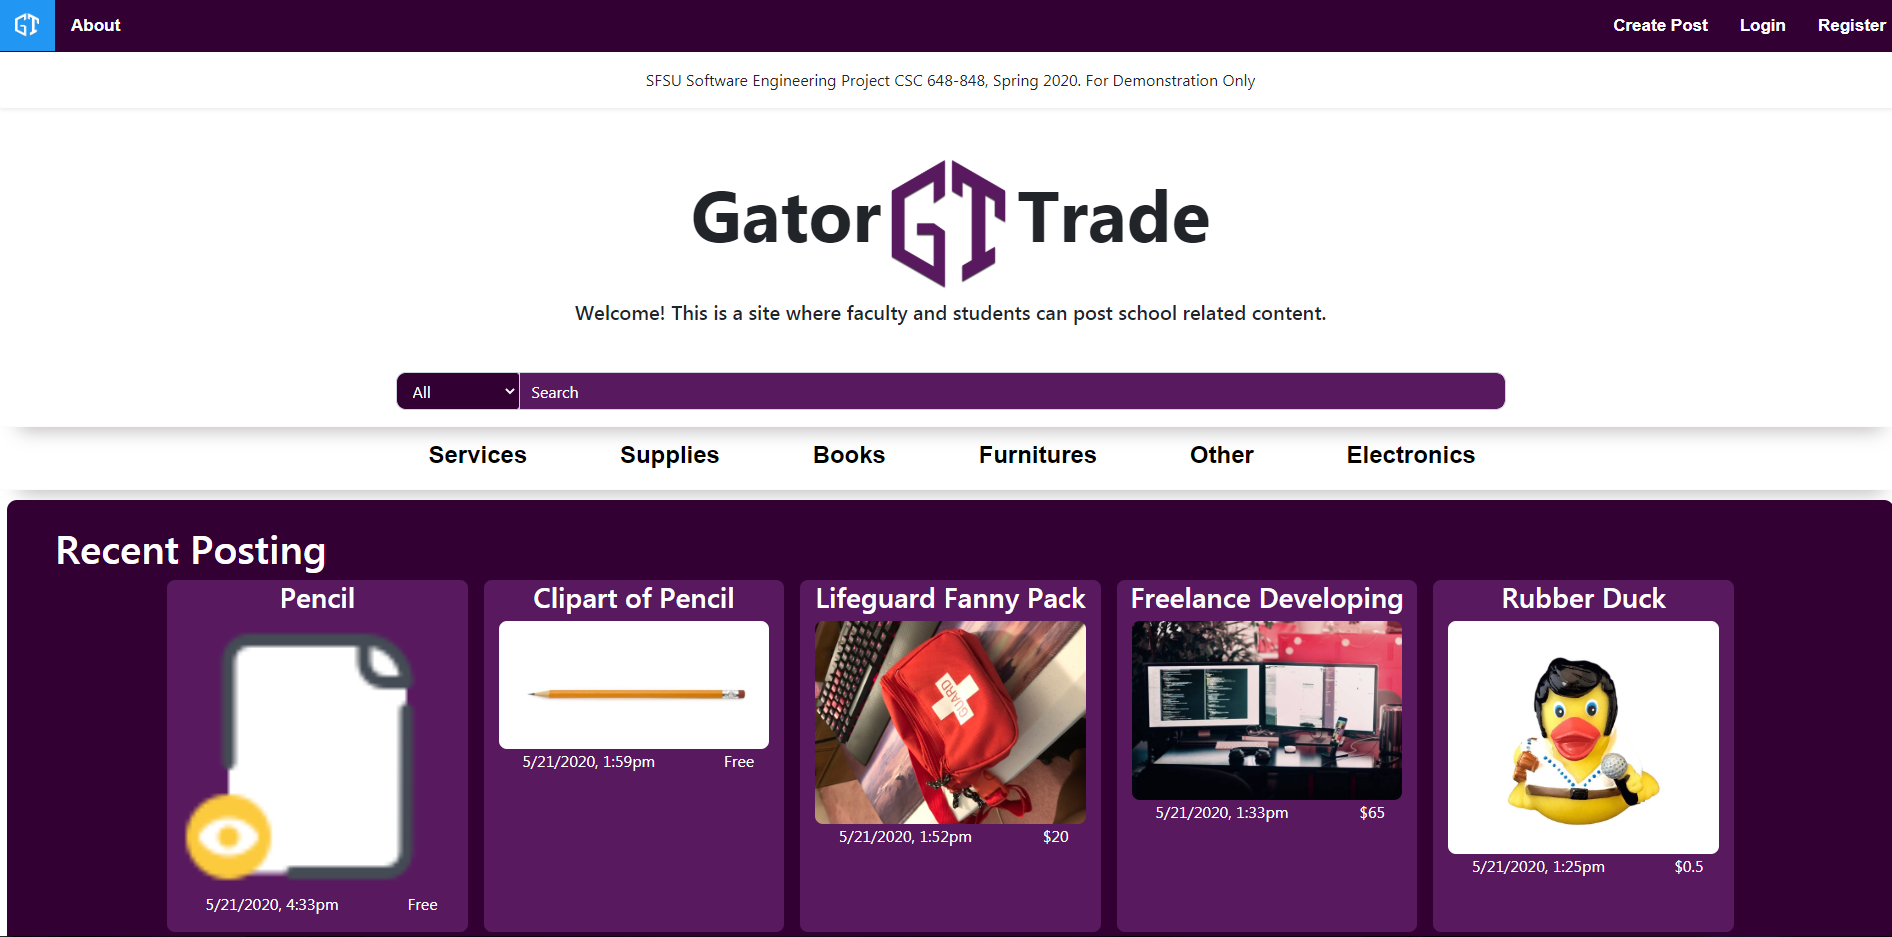 GT About Create Post Login Register
SFSU Software Engineering Project CSC 648-848, Spring 2020. For Demonstration Only
Gator GT Trade
Welcome! This is a site where faculty and students can post school related content.
All Search
Services Supplies Books Furnitures Other Electronics
Recent Posting
Pencil
5/21/2020, 4:33pm Free
Clipart of Pencil
5/21/2020, 1:59pm Free
Lifeguard Fanny Pack
GUARD
5/21/2020, 1:52pm $20
Freelance Developing
5/21/2020, 1:33pm $65
Rubber Duck
5/21/2020, 1:25pm $0.5